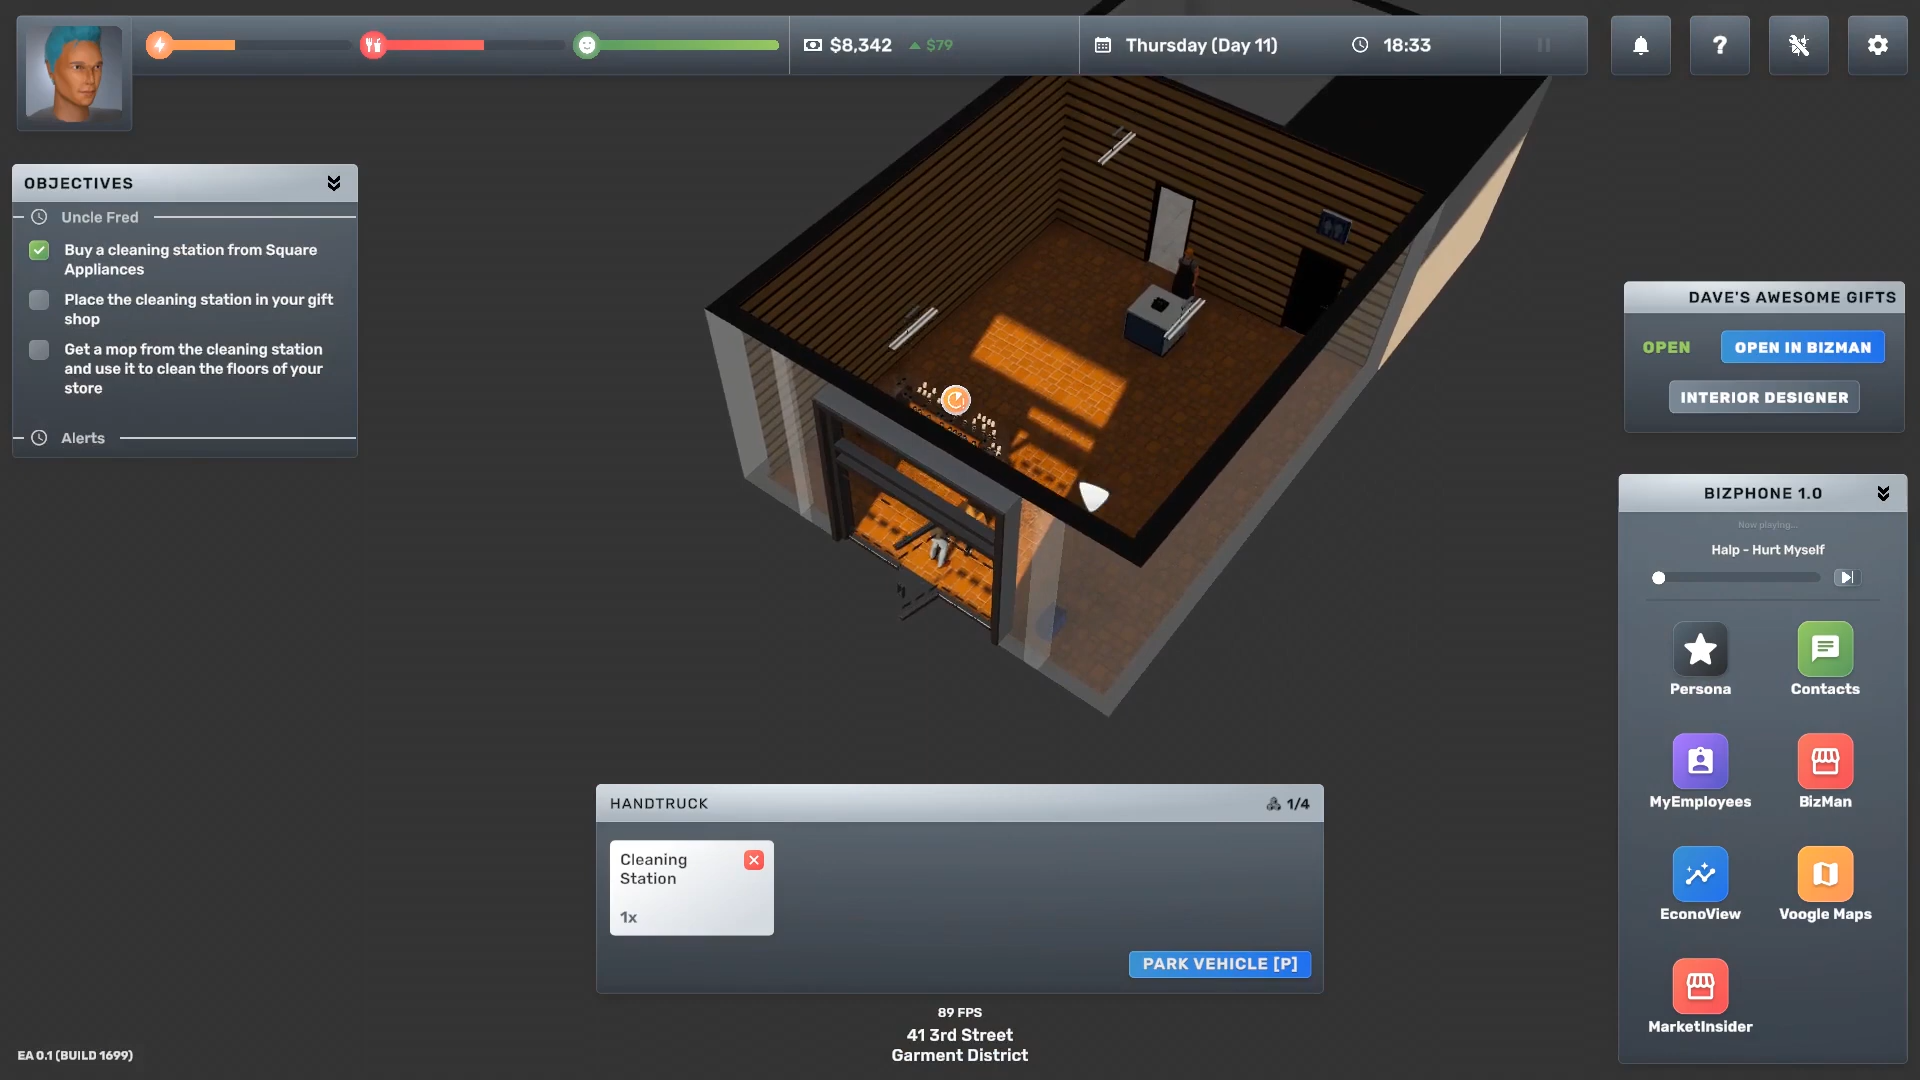 $8,342
$79
Thursday (Day 11)
18:33
?
OBJECTIVES
Uncle Fred
Buy a cleaning station from Square
Appliances
Place the cleaning station in your gift
shop
Get a mop from the cleaning station
and use it to clean the floors of your
store
Alerts
DAVE'S AWESOME GIFTS
OPEN
OPEN IN BIZMAN
INTERIOR DESIGNER
BIZPHONE 1.0
Now playing...
Halp - Hurt Myself
Persona
Contacts
MyEmployees
BizMan
EconoView
Voogle Maps
MarketInsider
HANDTRUCK
1/4
Cleaning
Station
1x
PARK VEHICLE [P]
89 FPS
41 3rd Street
Garment District
EA 0.1 (BUILD 1699)